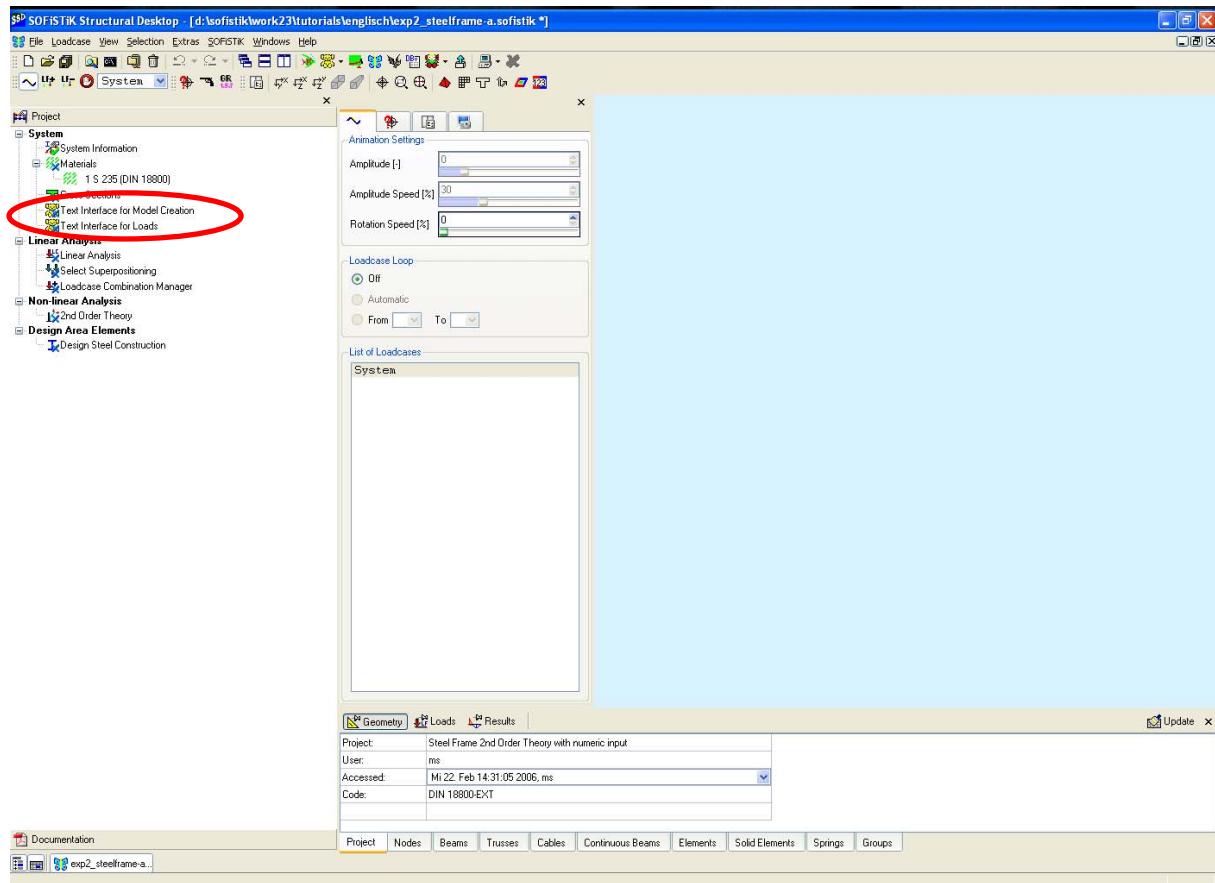 SOFiSTiK Structural Desktop - [d:\sofistik\work23\tutorials\englisch\exp2_steelframe-a.sofistik *]
File Loadcase View Selection Extras SOFiSTiK Windows Help
System
Project
System
System Information
Materials
1 S 235 (DIN 18800)
Text Interface for Model Creation
Text Interface for Loads
Linear Analysis
Linear Analysis
Select Superpositioning
Loadcase Combination Manager
Non-linear Analysis
2nd Order Theory
Design Area Elements
Design Steel Construction
Animation Settings
Amplitude [-] 0
Amplitude Speed [%] 30
Rotation Speed [%] 0
Loadcase Loop
Off
Automatic
From To
List of Loadcases
System
Geometry Loads Results Update
Project: Steel Frame 2nd Order Theory with numeric input
User: ms
Accessed: Mi 22. Feb 14:31:05 2006, ms
Code: DIN 18800-EXT
Documentation
Project Nodes Beams Trusses Cables Continuous Beams Elements Solid Elements Springs Groups
exp2_steelframe-a...